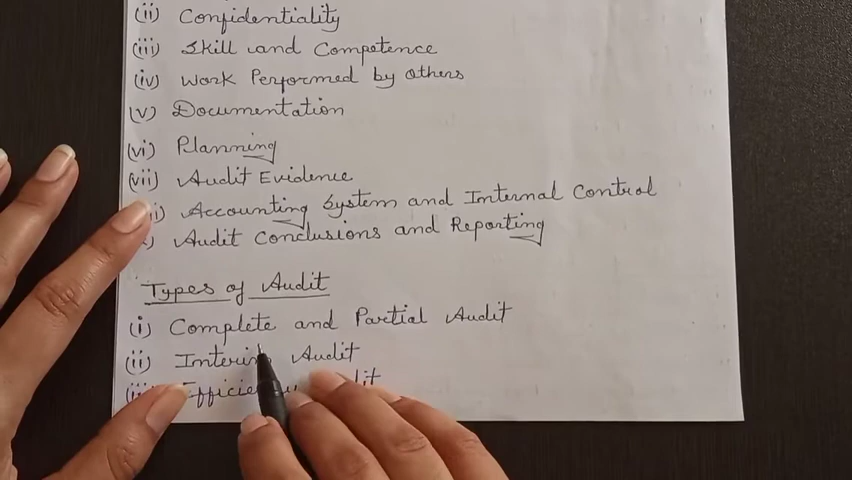 (ii) Confidentiality
(iii) Skill and Competence
(iv) Work Performed by Others
(v) Documentation
(vi) Planning
(vii) Audit Evidence
Accounting System and Internal Control
Audit Conclusions and Reporting
Types of Audit
(i) Complete and Partial Audit
(ii) Interim Audit